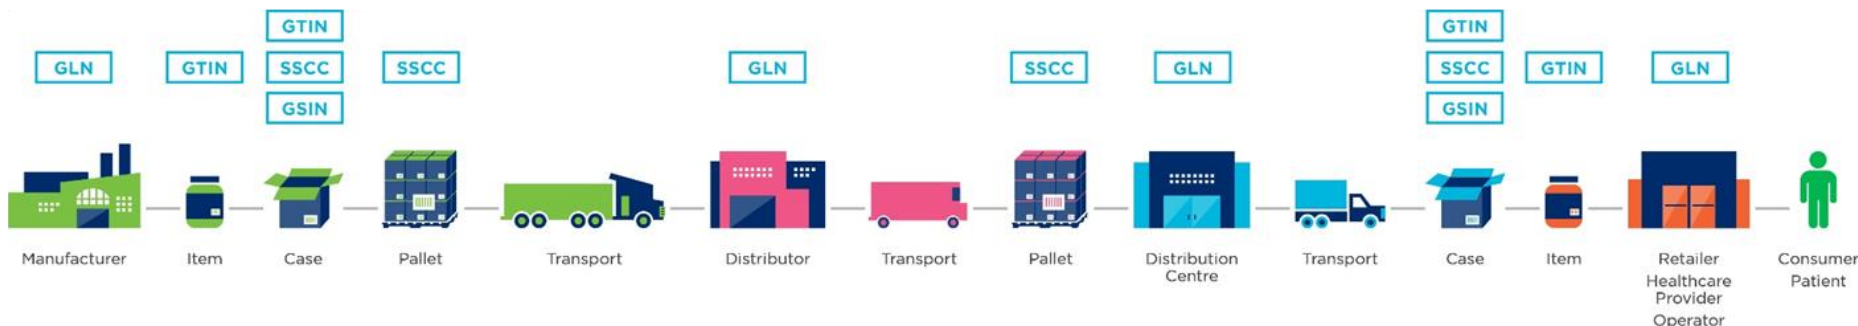 GTIN
GTIN
GLN
GTIN
SSCC
SSCC
GLN
SSCC
GLN
SSCC
GTIN
GLN
GSIN
GSIN
Manufacturer
Item
Case
Pallet
Transport
Distributor
Transport
Pallet
Distribution
Centre
Transport
Case
Item
Retailer
Healthcare
Provider
Operator
Consumer
Patient